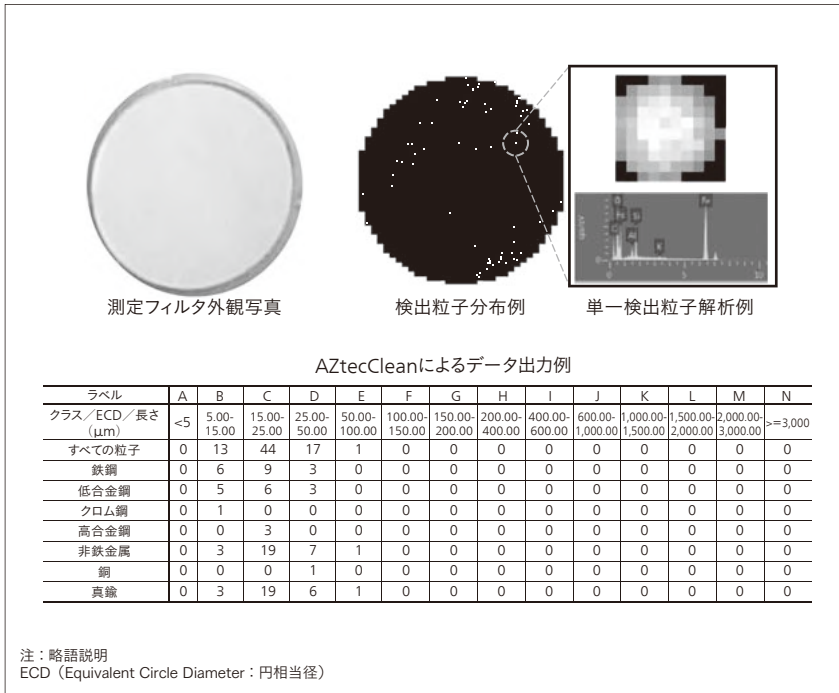 測定フィルタ外観写真
検出粒子分布例
単一検出粒子解析例
Fe
0
5
10
AZtecCleanによるデータ出力例
ラベル A B C D E F G H I J K L M N
クラス/ECD/長さ(μm) <5 5.00-15.00 15.00-25.00 25.00-50.00 50.00-100.00 100.00-150.00 150.00-200.00 200.00-400.00 400.00-600.00 600.00-1,000.00 1,000.00-1,500.00 1,500.00-2,000.00 2,000.00-3,000.00 >=3,000
すべての粒子 0 13 44 17 1 0 0 0 0 0 0 0 0 0
鉄鋼 0 6 9 3 0 0 0 0 0 0 0 0 0 0
低合金鋼 0 5 6 3 0 0 0 0 0 0 0 0 0 0
クロム鋼 0 1 0 0 0 0 0 0 0 0 0 0 0 0
高合金鋼 0 0 3 0 0 0 0 0 0 0 0 0 0 0
非鉄金属 0 3 19 7 1 0 0 0 0 0 0 0 0 0
銅 0 0 0 1 0 0 0 0 0 0 0 0 0 0
真鍮 0 3 19 6 1 0 0 0 0 0 0 0 0 0
注:略語説明
ECD(Equivalent Circle Diameter:円相当径)